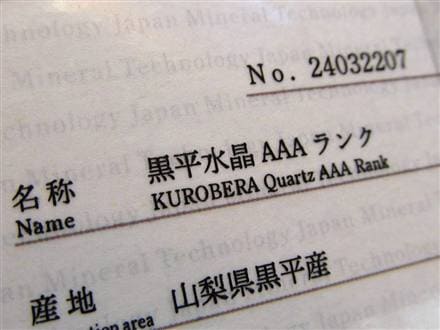 No. 24032207
名称 黒平水晶 AAA ランク
Name KUROBERA Quartz AAA Rank
産地 山梨県黒平産
area